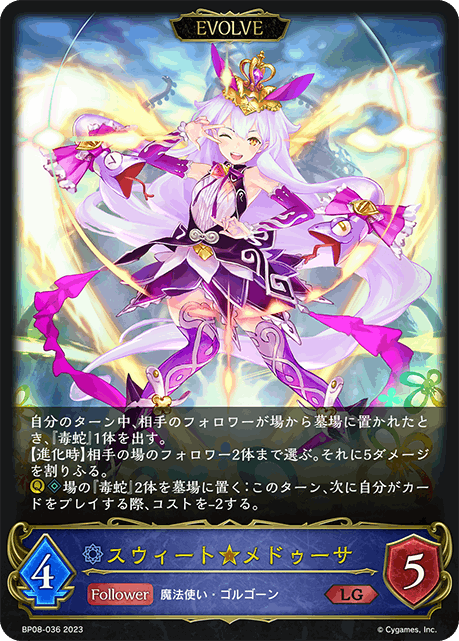 EVOLVE
自分のターン中、相手のフォロワーが場から墓場に置かれたと
き、『毒蛇』1体を出す。
【進化時】相手の場のフォロワー2体まで選ぶ。それに5ダメージ
を割りふる。
Q 場の『毒蛇』2体を墓場に置く:このターン、次に自分がカー
ドをプレイする際、コストを-2する。
4
スウィート★メドゥーサ
5
Follower 魔法使い・ゴルゴーン LG
BP08-036 2023
© Cygames, Inc.